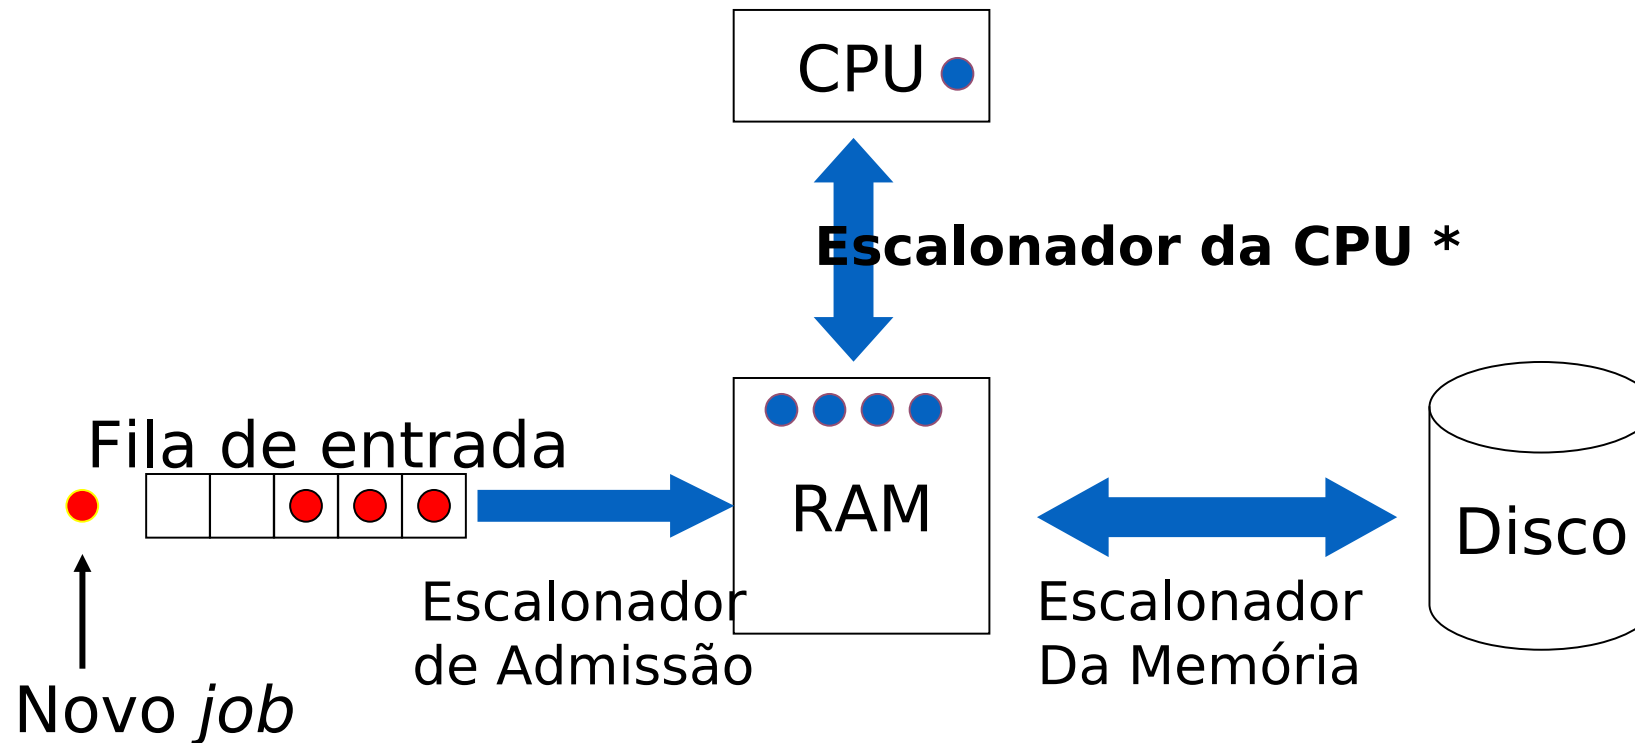 CPU
Escalonador da CPU *
Fila de entrada
RAM
Disco
Escalonador
de Admissão
Escalonador
Da Memória
Novo job